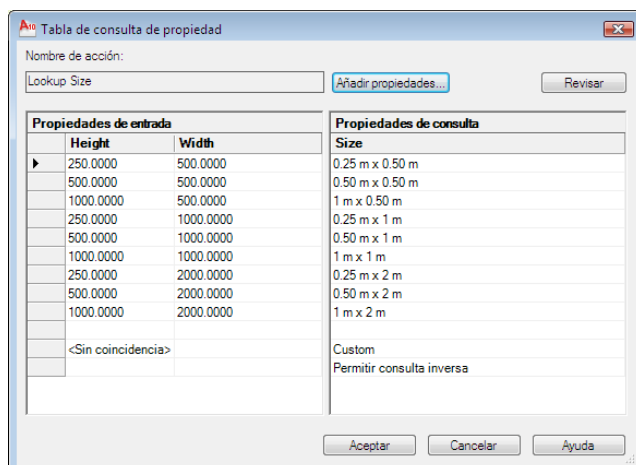 A10 Tabla de consulta de propiedad
Nombre de acción:
Lookup Size Añadir propiedades... Revisar
Propiedades de entrada Propiedades de consulta
Height Width Size
250.0000 500.0000 0.25 m x 0.50 m
500.0000 500.0000 0.50 m x 0.50 m
1000.0000 500.0000 1 m x 0.50 m
250.0000 1000.0000 0.25 m x 1 m
500.0000 1000.0000 0.50 m x 1 m
1000.0000 1000.0000 1 m x 1 m
250.0000 2000.0000 0.25 m x 2 m
500.0000 2000.0000 0.50 m x 2 m
1000.0000 2000.0000 1 m x 2 m
<Sin coincidencia> Custom
Permitir consulta inversa
Aceptar Cancelar Ayuda